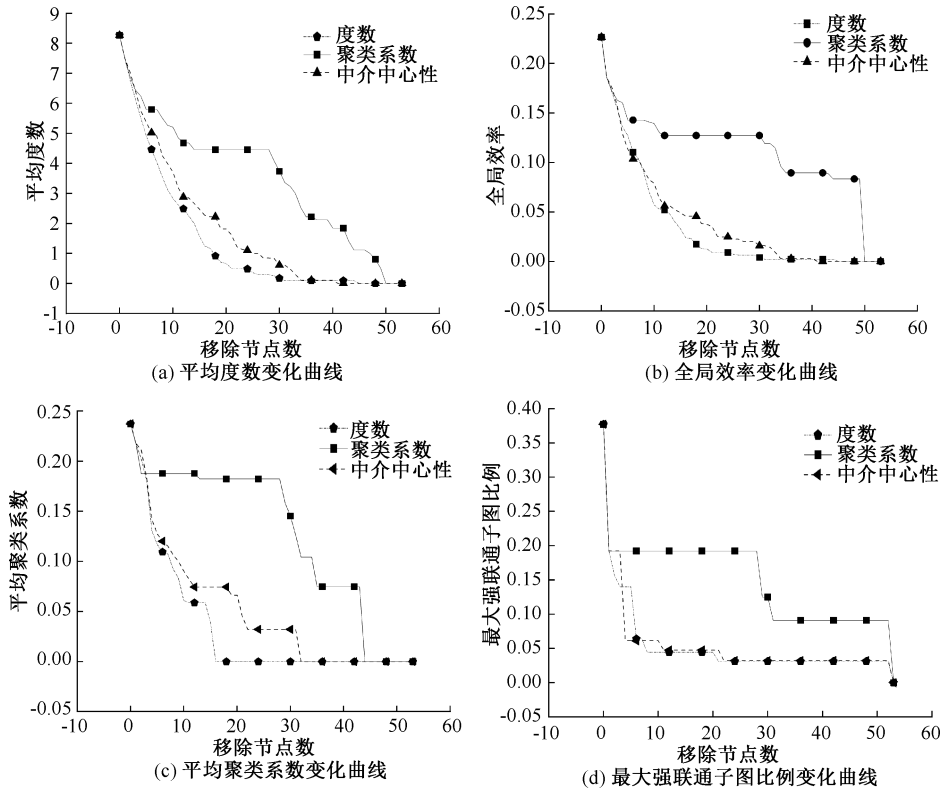 9
8
7
6
5
4
3
2
1
0
-1
平均度数
度数
聚类系数
中介中心性
-10 0 10 20 30 40 50 60
移除节点数
(a) 平均度数变化曲线
0.25
0.20
0.15
0.10
0.05
0.00
-0.05
全局效率
度数
聚类系数
中介中心性
-10 0 10 20 30 40 50 60
移除节点数
(b) 全局效率变化曲线
0.25
0.20
0.15
0.10
0.05
0.00
-0.05
平均聚类系数
度数
聚类系数
中介中心性
-10 0 10 20 30 40 50 60
移除节点数
(c) 平均聚类系数变化曲线
0.40
0.35
0.30
0.20
0.15
0.10
0.05
0.00
-0.05
最大强联通子图比例
度数
聚类系数
中介中心性
-10 0 10 20 30 40 50 60
移除节点数
(d) 最大强联通子图比例变化曲线